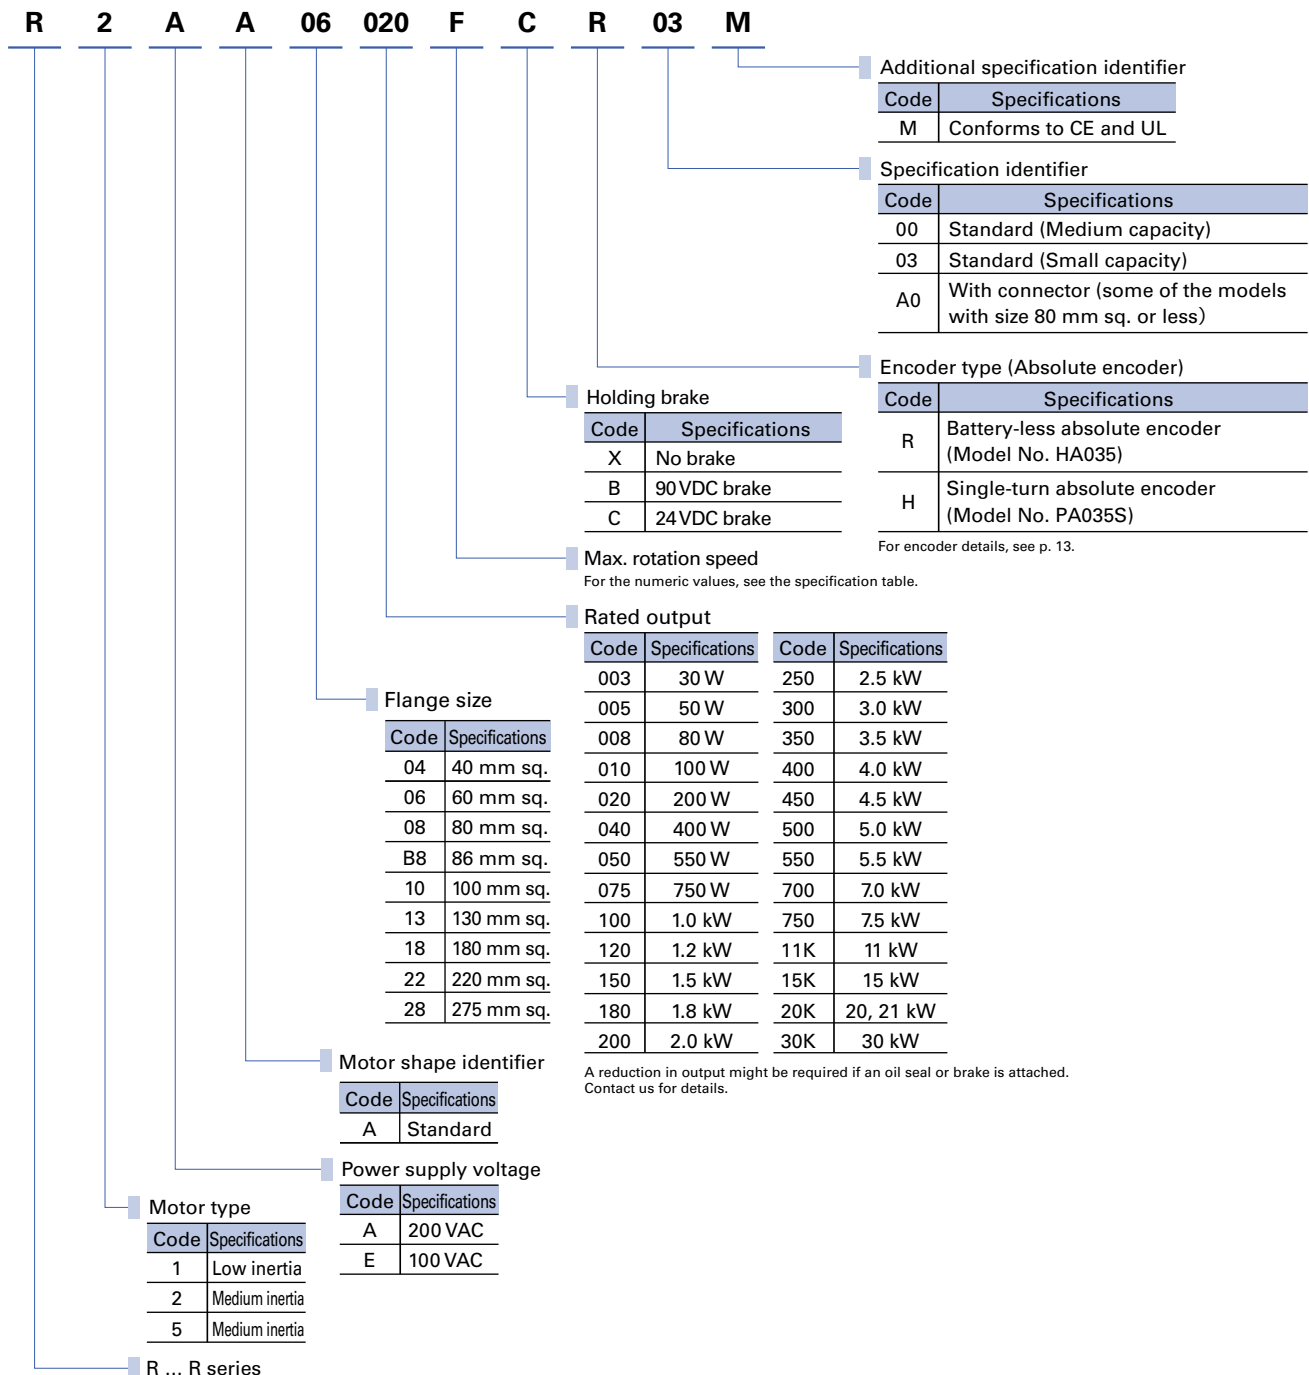 R 2 A A 06 020 F C R 03 M
Additional specification identifier
Code Specifications
M Conforms to CE and UL
Specification identifier
Code Specifications
00 Standard (Medium capacity)
03 Standard (Small capacity)
A0 With connector (some of the models
with size 80 mm sq. or less)
Encoder type (Absolute encoder)
Code Specifications
R Battery-less absolute encoder
(Model No. HA035)
H Single-turn absolute encoder
(Model No. PA035S)
For encoder details, see p. 13.
Holding brake
Code Specifications
X No brake
B 90 VDC brake
C 24 VDC brake
Max. rotation speed
For the numeric values, see the specification table.
Rated output
Code Specifications Code Specifications
003 30 W 250 2.5 kW
005 50 W 300 3.0 kW
008 80 W 350 3.5 kW
010 100 W 400 4.0 kW
020 200 W 450 4.5 kW
040 400 W 500 5.0 kW
050 550 W 550 5.5 kW
075 750 W 700 7.0 kW
100 1.0 kW 750 7.5 kW
120 1.2 kW 11K 11 kW
150 1.5 kW 15K 15 kW
180 1.8 kW 20K 20, 21 kW
200 2.0 kW 30K 30 kW
A reduction in output might be required if an oil seal or brake is attached.
Contact us for details.
Flange size
Code Specifications
04 40 mm sq.
06 60 mm sq.
08 80 mm sq.
B8 86 mm sq.
10 100 mm sq.
13 130 mm sq.
18 180 mm sq.
22 220 mm sq.
28 275 mm sq.
Motor shape identifier
Code Specifications
A Standard
Power supply voltage
Code Specifications
A 200 VAC
E 100 VAC
Motor type
Code Specifications
1 Low inertia
2 Medium inertia
5 Medium inertia
R ... R series